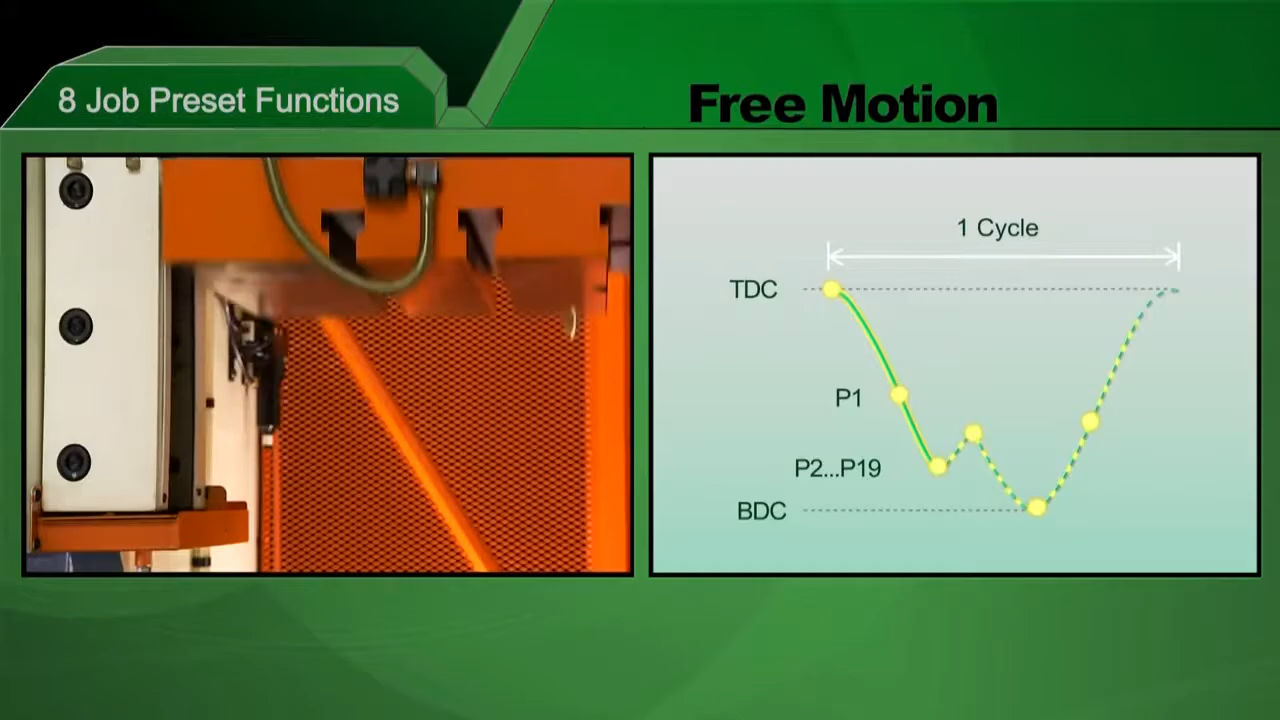 8 Job Preset Functions
Free Motion
1 Cycle
TDC
P1
P2...P19
BDC